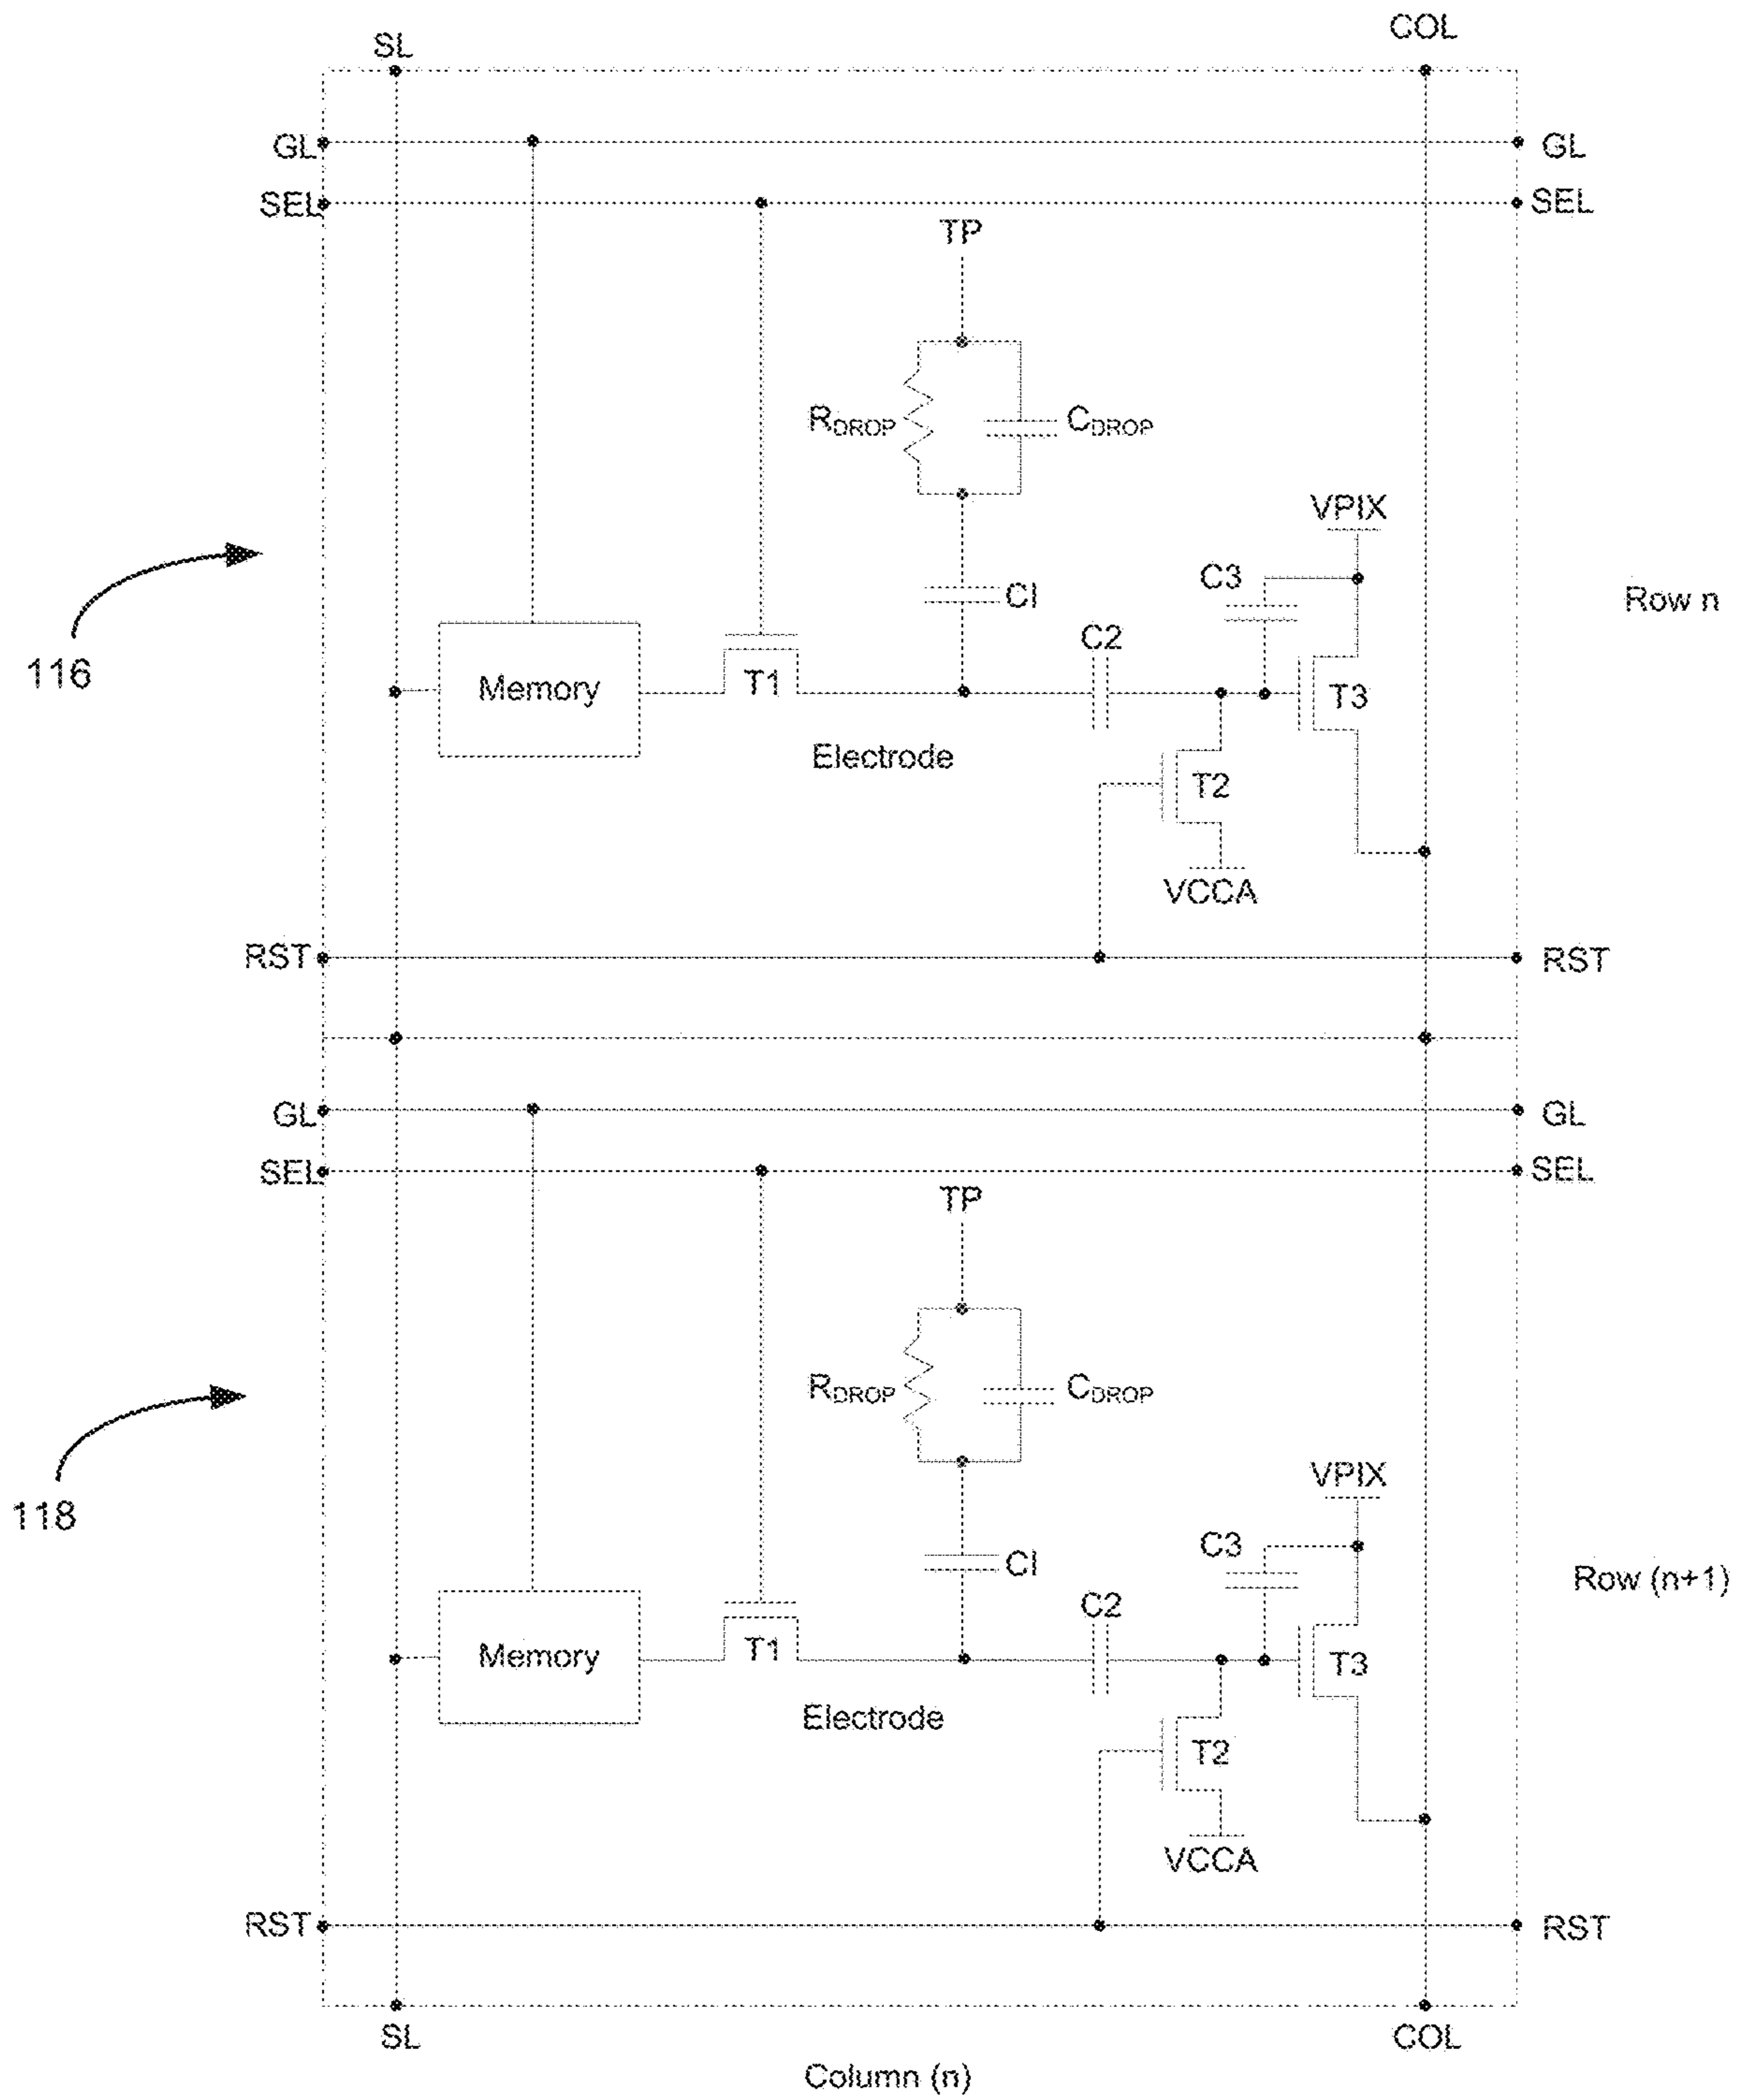 SL
COL
GL
GL
SEL
SEL
TP
RDROP
CDROP
VPIX
C3
CI
Row n
C2
116
Memory
T1
T3
Electrode
T2
VCCA
RST
RST
GL
GL
SEL
SEL
TP
RDROP
CDROP
VPIX
118
C3
CI
Row (n+1)
C2
Memory
T1
T3
Electrode
T2
VCCA
RST
RST
SL
COL
Column (n)